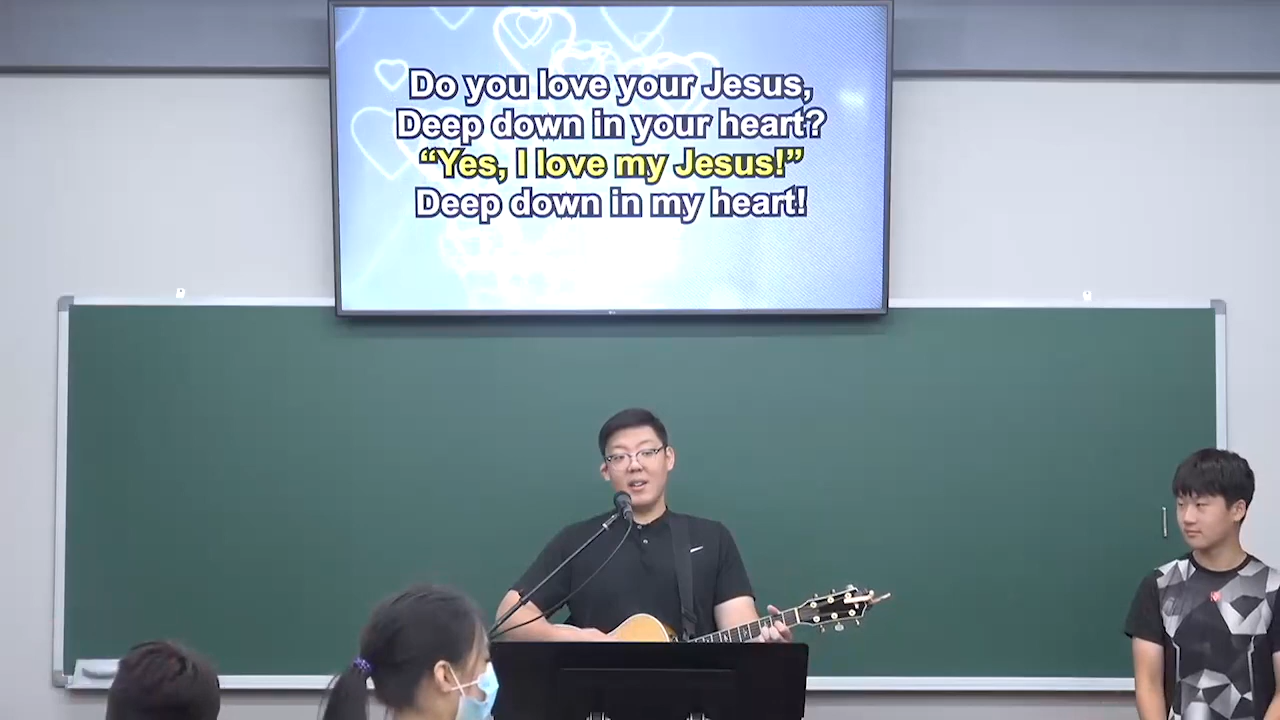 Do you love your Jesus,
Deep down in your heart?
“Yes, I love my Jesus!”
Deep down in my heart!